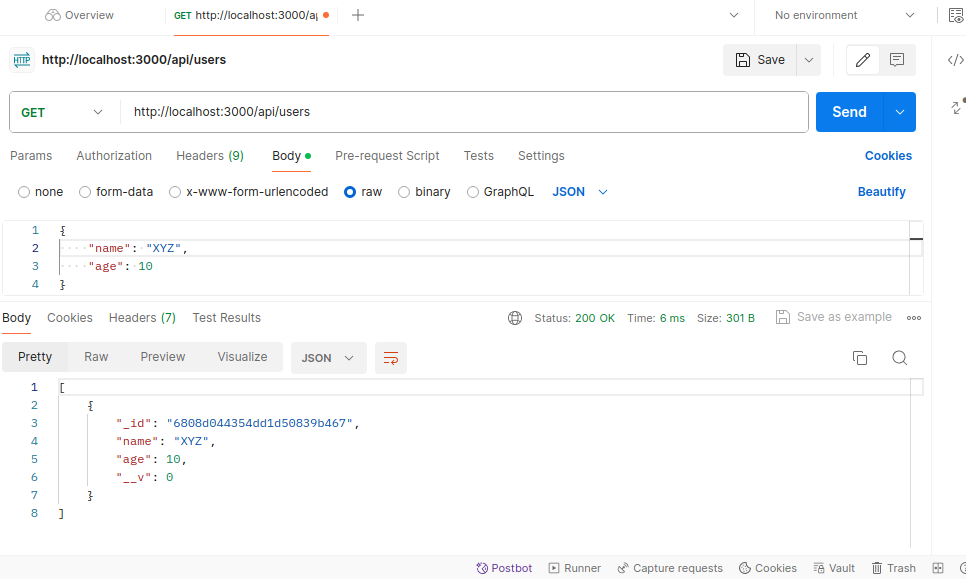 Overview GET http://localhost:3000/a No environment
HTTP http://localhost:3000/api/users Save
GET http://localhost:3000/api/users Send
Params Authorization Headers (9) Body Pre-request Script Tests Settings Cookies
none form-data x-www-form-urlencoded raw binary GraphQL JSON Beautify
1 {
2 "name": "XYZ",
3 "age": 10
4 }
Body Cookies Headers (7) Test Results Status: 200 OK Time: 6 ms Size: 301 B Save as example
Pretty Raw Preview Visualize JSON
1 [
2 {
3 "_id": "6808d044354dd1d50839b467",
4 "name": "XYZ",
5 "age": 10,
6 "__v": 0
7 }
8 ]
Postbot Runner Capture requests Cookies Vault Trash